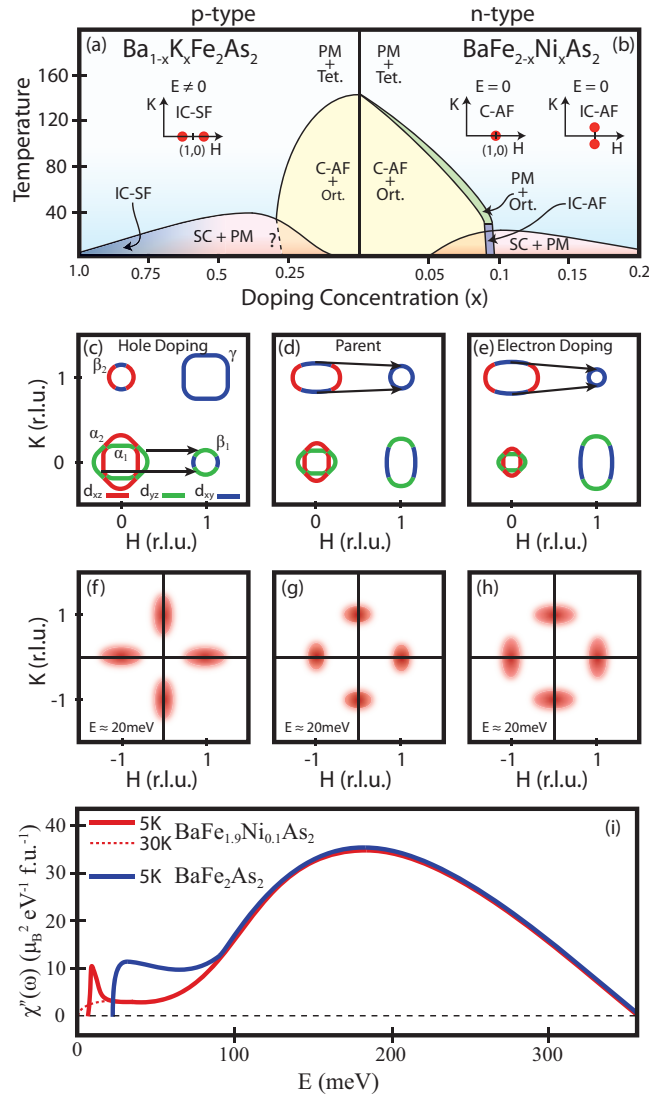 p-type
n-type
(a) Ba1-xKxFe2As2
PM
+
Tet.
PM
+
Tet.
BaFe2-xNixAs2 (b)
Temperature
160
120
80
40
E ≠ 0
IC-SF
K
H
(1,0)
E = 0
C-AF
K
H
(1,0)
E = 0
IC-AF
K
H
C-AF
+
Ort.
C-AF
+
Ort.
PM
+
Ort.
IC-AF
IC-SF
SC + PM
?
SC + PM
1.0
0.75
0.5
0.25
0.05
0.1
0.15
0.2
Doping Concentration (x)
(c) Hole Doping
β2
γ
α2
α1
β1
dxz
dyz
dxy
(d) Parent
(e) Electron Doping
K (r.l.u.)
1
0
0 1
H (r.l.u.)
0 1
H (r.l.u.)
0 1
H (r.l.u.)
(f)
E ≈ 20meV
(g)
E ≈ 20meV
(h)
E ≈ 20meV
K (r.l.u.)
1
-1
-1 1
H (r.l.u.)
-1 1
H (r.l.u.)
-1 1
H (r.l.u.)
(i)
5K
30K
BaFe1.9Ni0.1As2
5K BaFe2As2
χ"(ω) (μB² eV⁻¹ f.u.⁻¹)
40
30
20
10
0
0
100
200
300
E (meV)